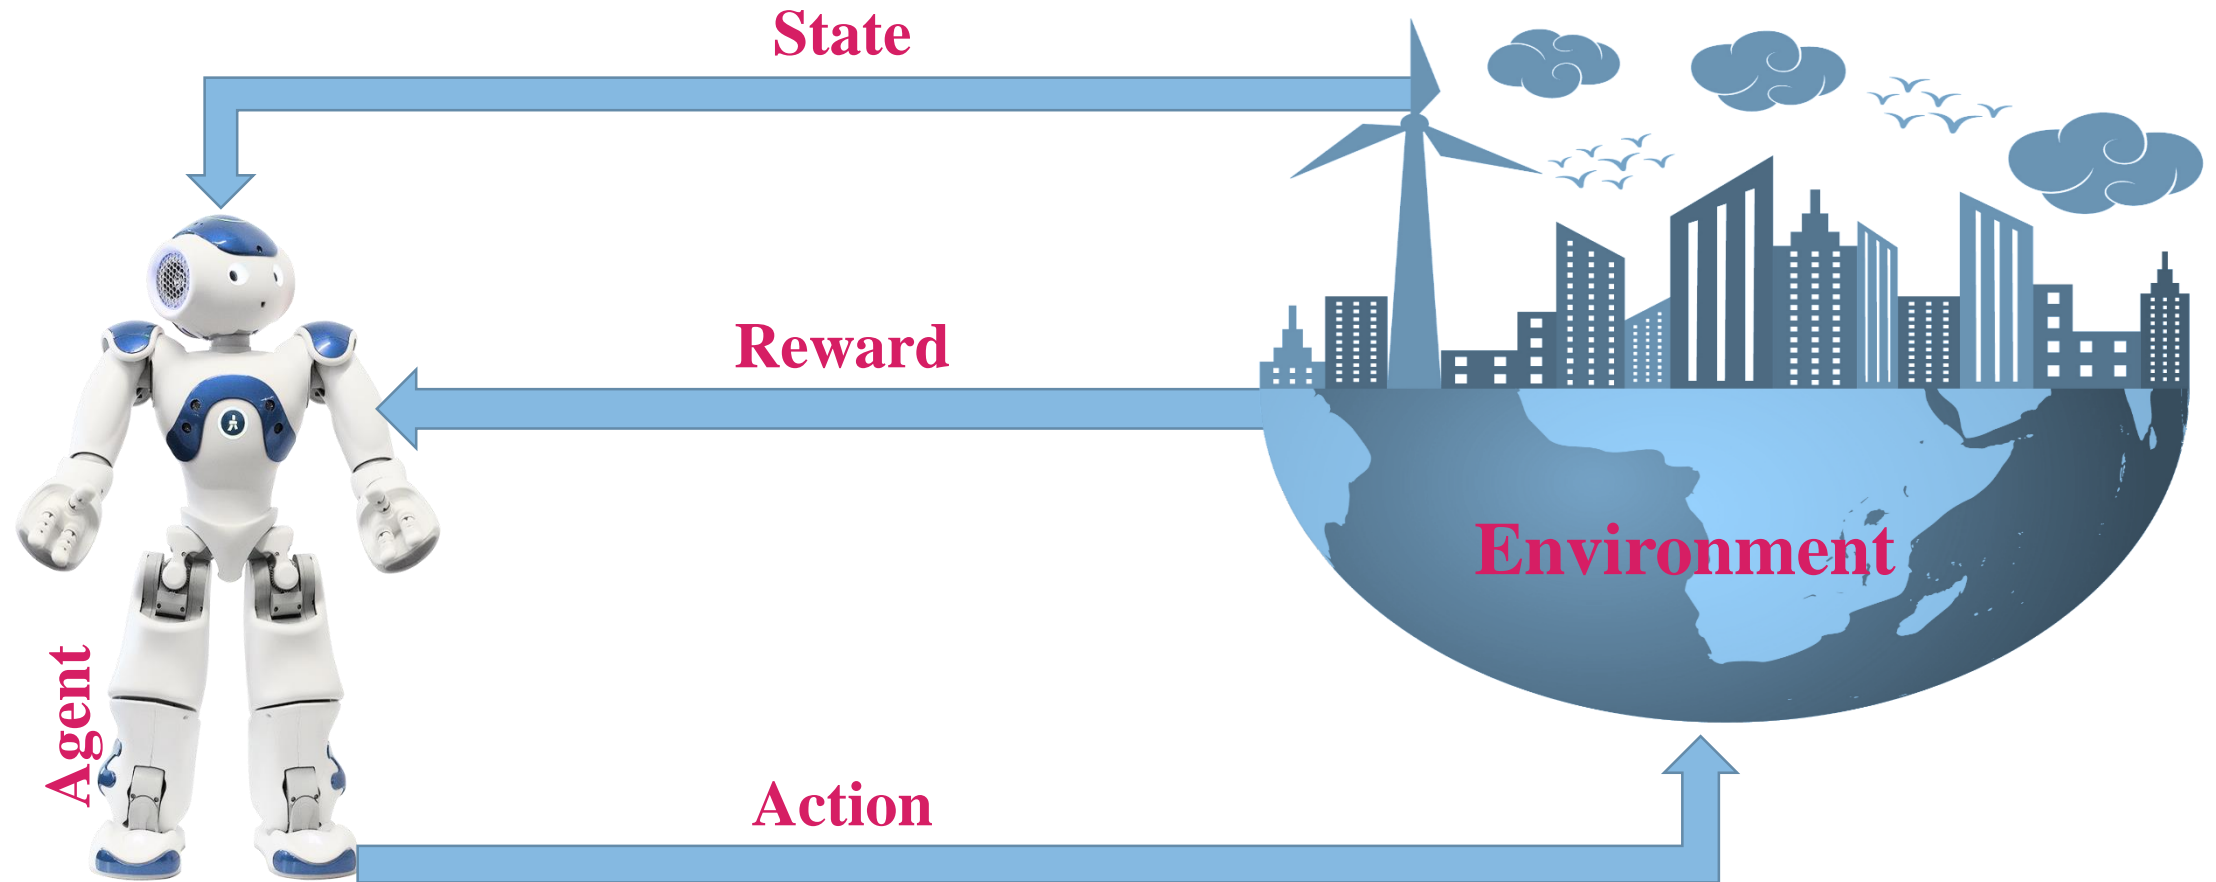 State
Reward
Environment
Agent
Action